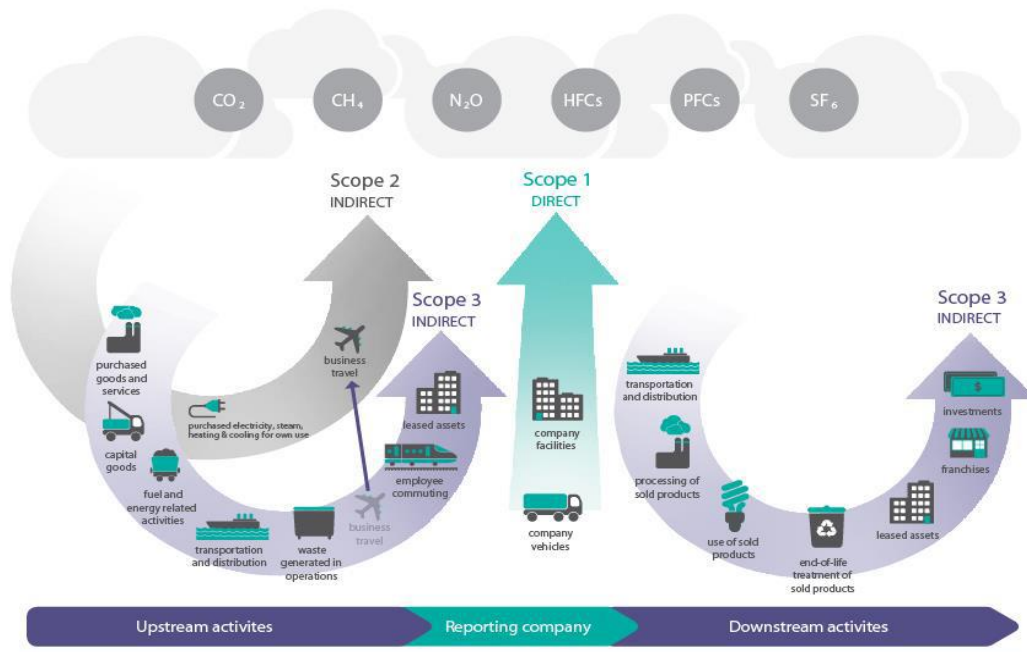 CO₂
CH₄
N₂O
HFCs
PFCs
SF₆
Scope 2
INDIRECT
Scope 1
DIRECT
Scope 3
INDIRECT
Scope 3
INDIRECT
purchased
goods and
services
capital
goods
fuel and
energy related
activities
transportation
and distribution
waste
generated in
operations
business
travel
employee
commuting
leased assets
purchased electricity, steam,
heating & cooling for own use
business
travel
company
facilities
company
vehicles
transportation
and distribution
processing of
sold products
use of sold
products
end-of-life
treatment of
sold products
leased assets
franchises
$
investments
Upstream activites
Reporting company
Downstream activites